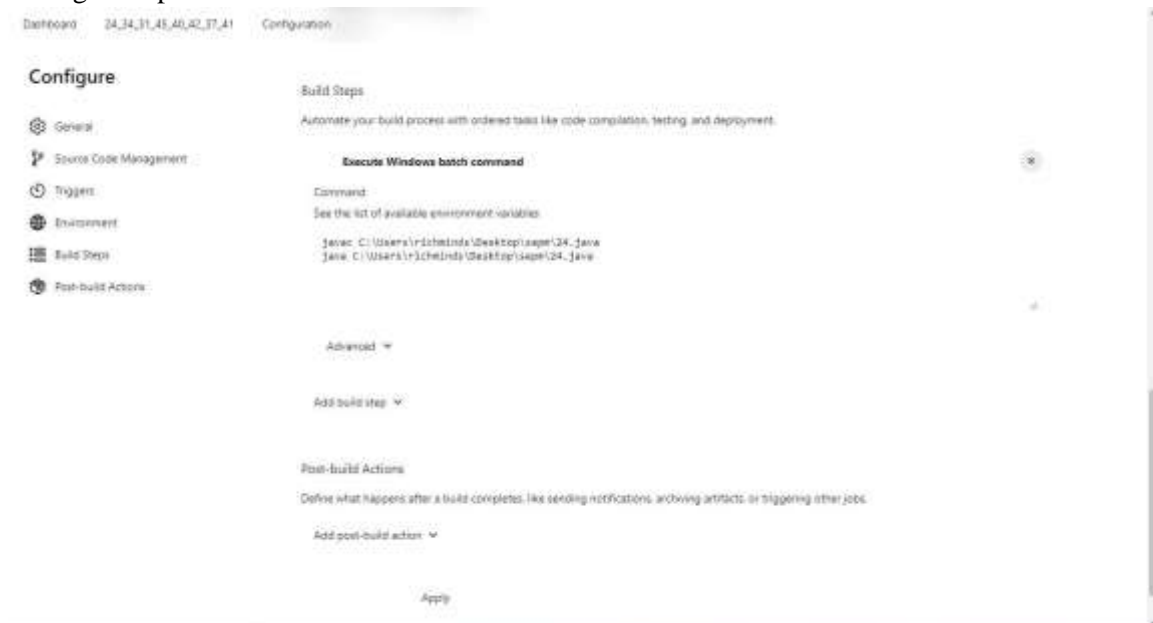 Dashboard 24_34_31_45_40_42_37_41 Configuration
Configure
General
Source Code Management
Triggers
Environment
Build Steps
Post-build Actions
Build Steps
Automate your build process with ordered tasks like code compilation, testing, and deployment.
Execute Windows batch command
Command
See the list of available environment variables
javac C:\Users\richminds\Desktop\sepm\24.java
java C:\Users\richminds\Desktop\sepm\24.java
Advanced
Add build step
Post-build Actions
Define what happens after a build completes, like sending notifications, archiving artifacts, or triggering other jobs.
Add post-build action
Apply